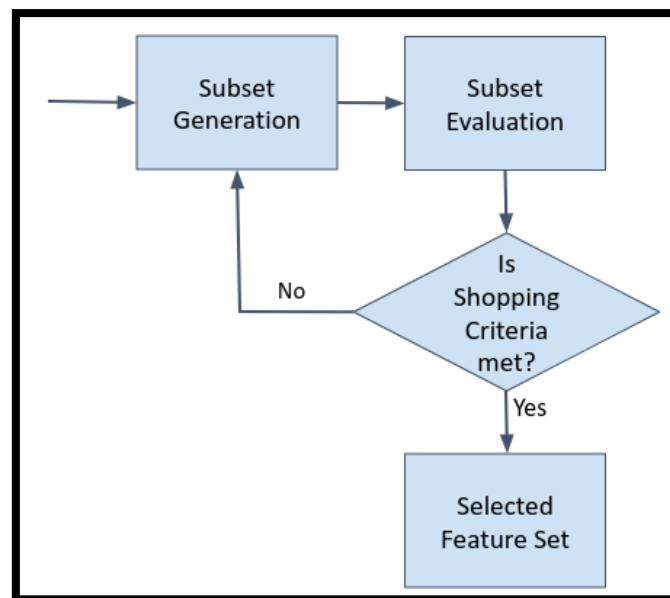 Subset
Generation
Subset
Evaluation
Is
Shopping
Criteria
met?
No
Yes
Selected
Feature Set